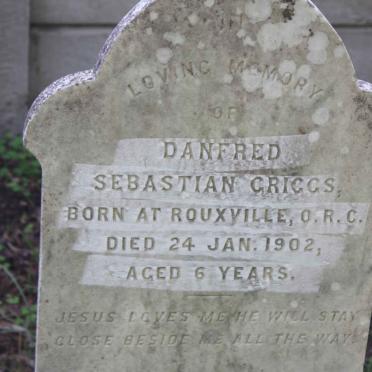 IN
LOVING MEMORY
OF
DANFRED
SEBASTIAN GRIGGS,
BORN AT ROUXVILLE, O.R.C.
DIED 24 JAN. 1902,
AGED 6 YEARS.
JESUS LOVES ME HE WILL STAY
CLOSE BESIDE ME ALL THE WAY.